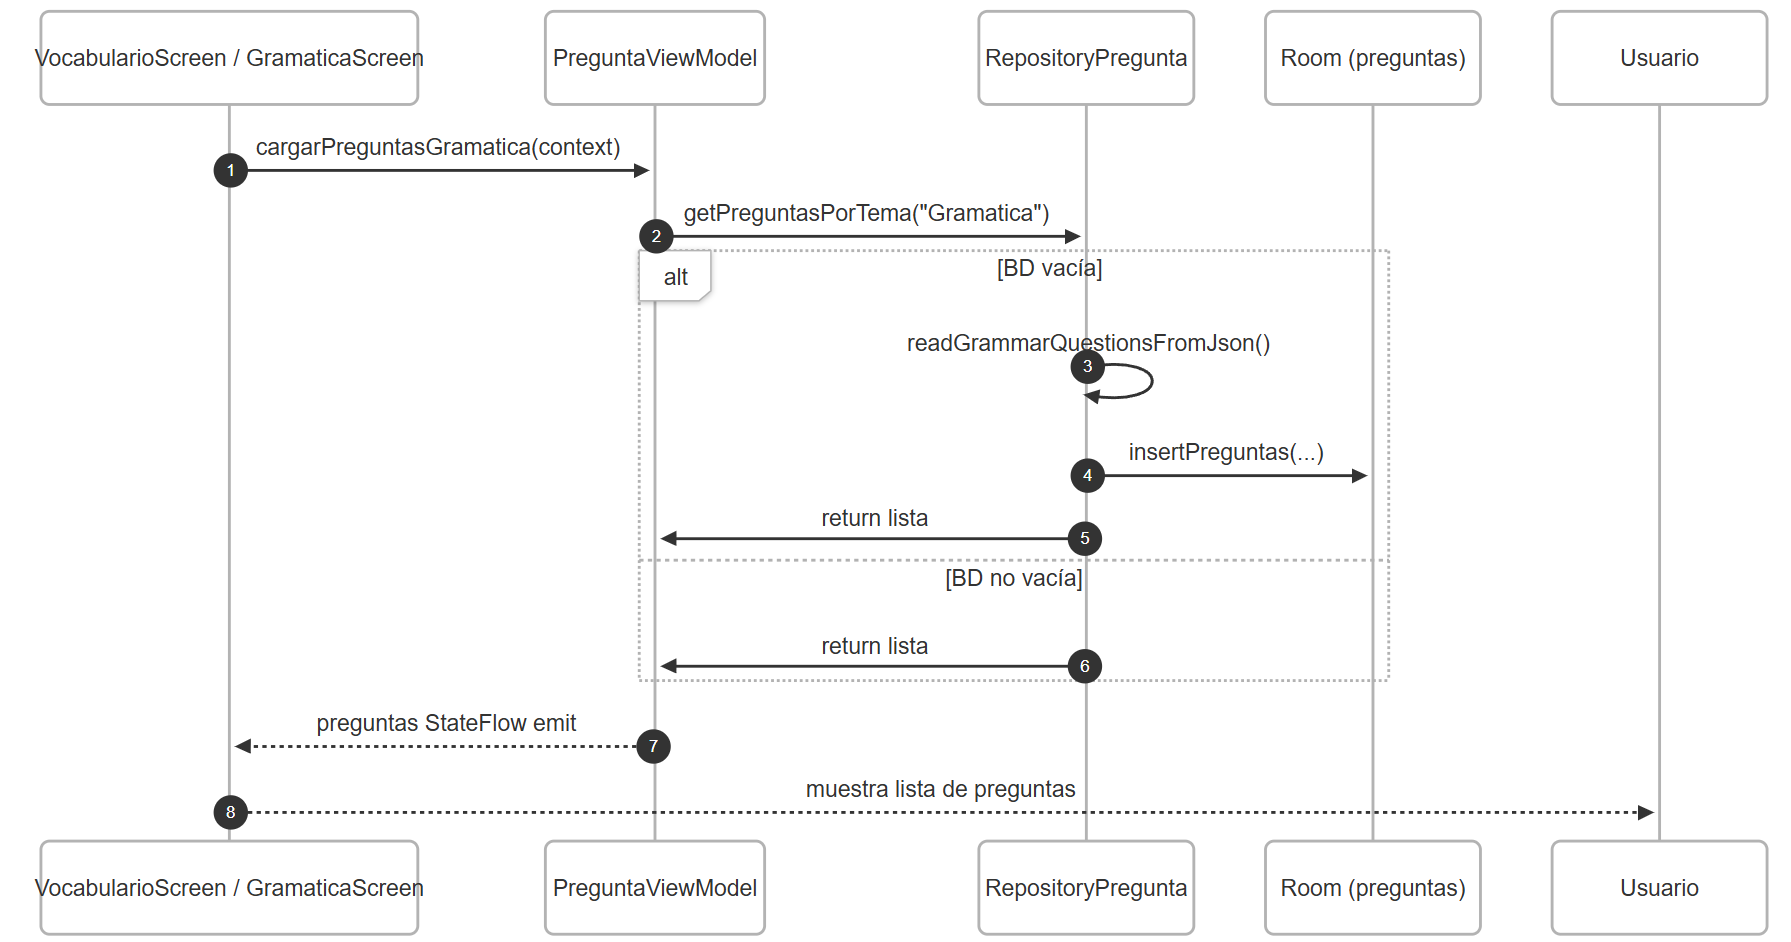 VocabularioScreen / GramaticaScreen
PreguntaViewModel
RepositoryPregunta
Room (preguntas)
Usuario
cargarPreguntasGramatica(context)
1
getPreguntasPorTema("Gramatica")
2
alt
[BD vacía]
readGrammarQuestionsFromJson()
3
insertPreguntas(...)
4
return lista
5
[BD no vacía]
return lista
6
preguntas StateFlow emit
7
muestra lista de preguntas
8
VocabularioScreen / GramaticaScreen
PreguntaViewModel
RepositoryPregunta
Room (preguntas)
Usuario